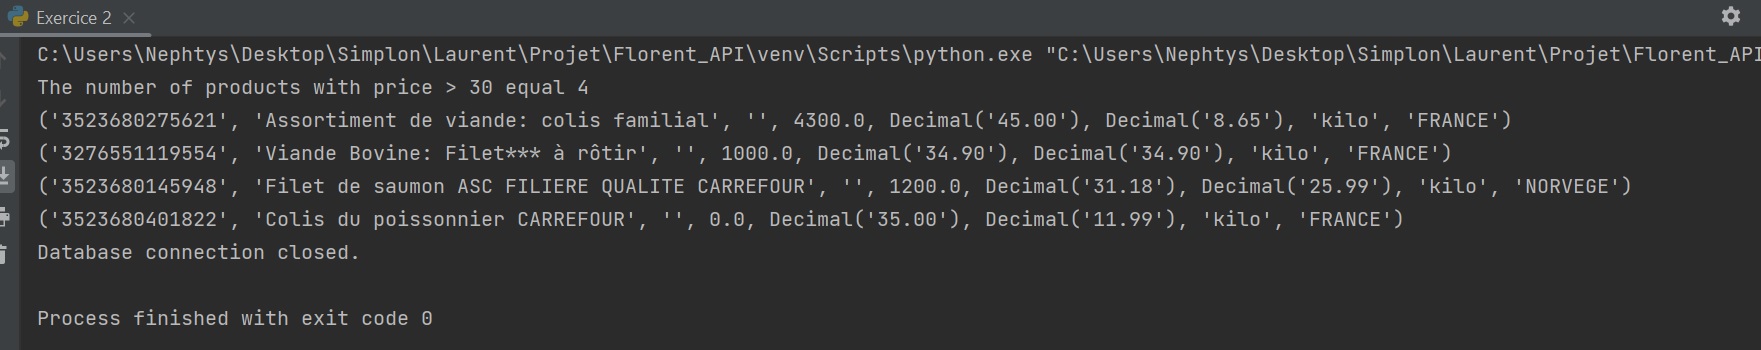 Exercice 2
C:\Users\Nephtys\Desktop\Simplon\Laurent\Projet\Florent_API\venv\Scripts\python.exe "C:\Users\Nephtys\Desktop\Simplon\Laurent\Projet\Florent_API
The number of products with price > 30 equal 4
('3523680275621', 'Assortiment de viande: colis familial', '', 4300.0, Decimal('45.00'), Decimal('8.65'), 'kilo', 'FRANCE')
('3276551119554', 'Viande Bovine: Filet*** à rôtir', '', 1000.0, Decimal('34.90'), Decimal('34.90'), 'kilo', 'FRANCE')
('3523680145948', 'Filet de saumon ASC FILIERE QUALITE CARREFOUR', '', 1200.0, Decimal('31.18'), Decimal('25.99'), 'kilo', 'NORVEGE')
('3523680401822', 'Colis du poissonnier CARREFOUR', '', 0.0, Decimal('35.00'), Decimal('11.99'), 'kilo', 'FRANCE')
Database connection closed.
Process finished with exit code 0